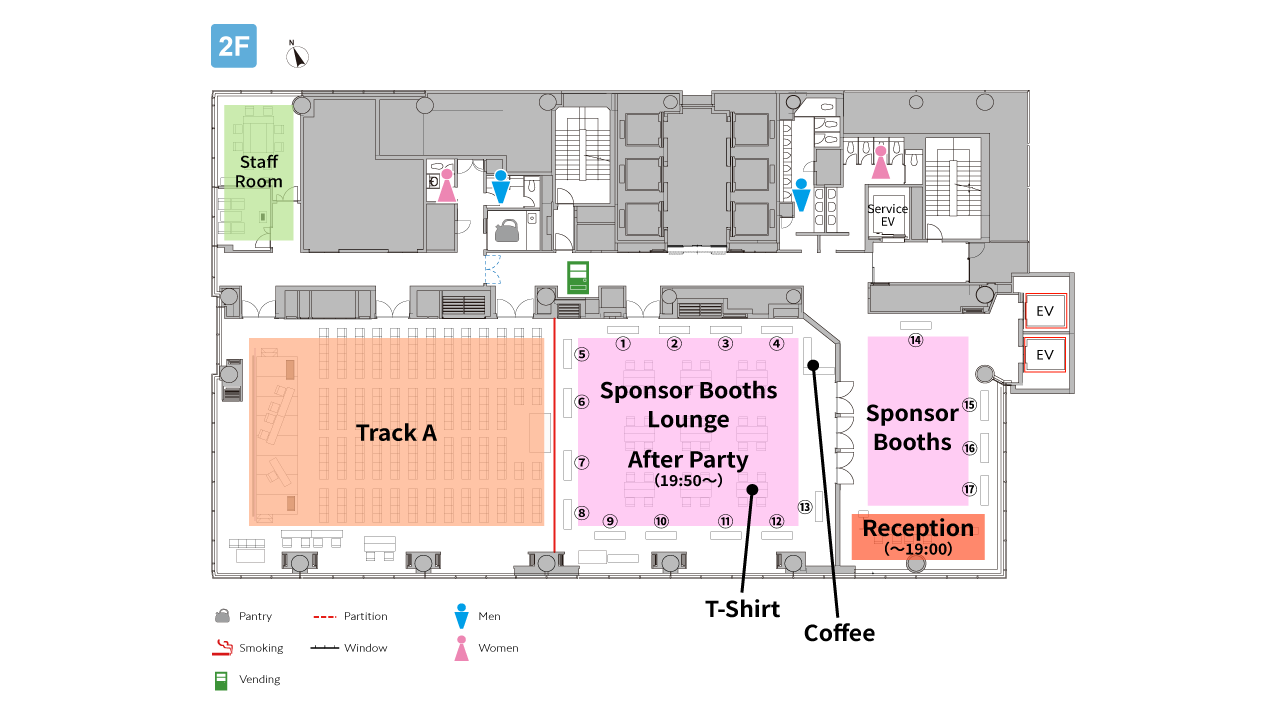 2F
N
Staff
Room
Service
EV
EV
EV
① ② ③ ④
⑤
⑥
⑦
⑧
⑨ ⑩ ⑪ ⑫
⑬
⑭
⑮
⑯
⑰
Track A
Sponsor Booths
Lounge
After Party
(19:50〜)
Sponsor
Booths
Reception
(〜19:00)
T-Shirt
Coffee
Pantry
Partition
Men
Smoking
Window
Women
Vending